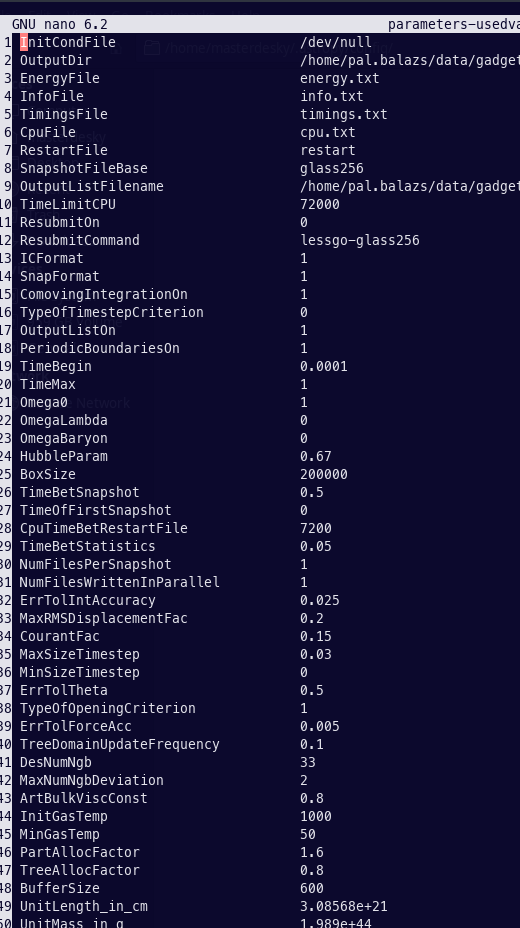 GNU nano 6.2 parameters-usedva
1 InitCondFile /dev/null
2 OutputDir /home/pal.balazs/data/gadget
3 EnergyFile energy.txt
4 InfoFile info.txt
5 TimingsFile timings.txt
6 CpuFile cpu.txt
7 RestartFile restart
8 SnapshotFileBase glass256
9 OutputListFilename /home/pal.balazs/data/gadget
10 TimeLimitCPU 72000
11 ResubmitOn 0
12 ResubmitCommand lessgo-glass256
13 ICFormat 1
14 SnapFormat 1
15 ComovingIntegrationOn 1
16 TypeOfTimestepCriterion 0
17 OutputListOn 1
18 PeriodicBoundariesOn 1
19 TimeBegin 0.0001
20 TimeMax 1
21 Omega0 1
22 OmegaLambda 0
23 OmegaBaryon 0
24 HubbleParam 0.67
25 BoxSize 200000
26 TimeBetSnapshot 0.5
27 TimeOfFirstSnapshot 0
28 CpuTimeBetRestartFile 7200
29 TimeBetStatistics 0.05
30 NumFilesPerSnapshot 1
31 NumFilesWrittenInParallel 1
32 ErrTolIntAccuracy 0.025
33 MaxRMSDisplacementFac 0.2
34 CourantFac 0.15
35 MaxSizeTimestep 0.03
36 MinSizeTimestep 0
37 ErrTolTheta 0.5
38 TypeOfOpeningCriterion 1
39 ErrTolForceAcc 0.005
40 TreeDomainUpdateFrequency 0.1
41 DesNumNgb 33
42 MaxNumNgbDeviation 2
43 ArtBulkViscConst 0.8
44 InitGasTemp 1000
45 MinGasTemp 50
46 PartAllocFactor 1.6
47 TreeAllocFactor 0.8
48 BufferSize 600
49 UnitLength_in_cm 3.08568e+21
50 UnitMass_in_g 1.989e+44